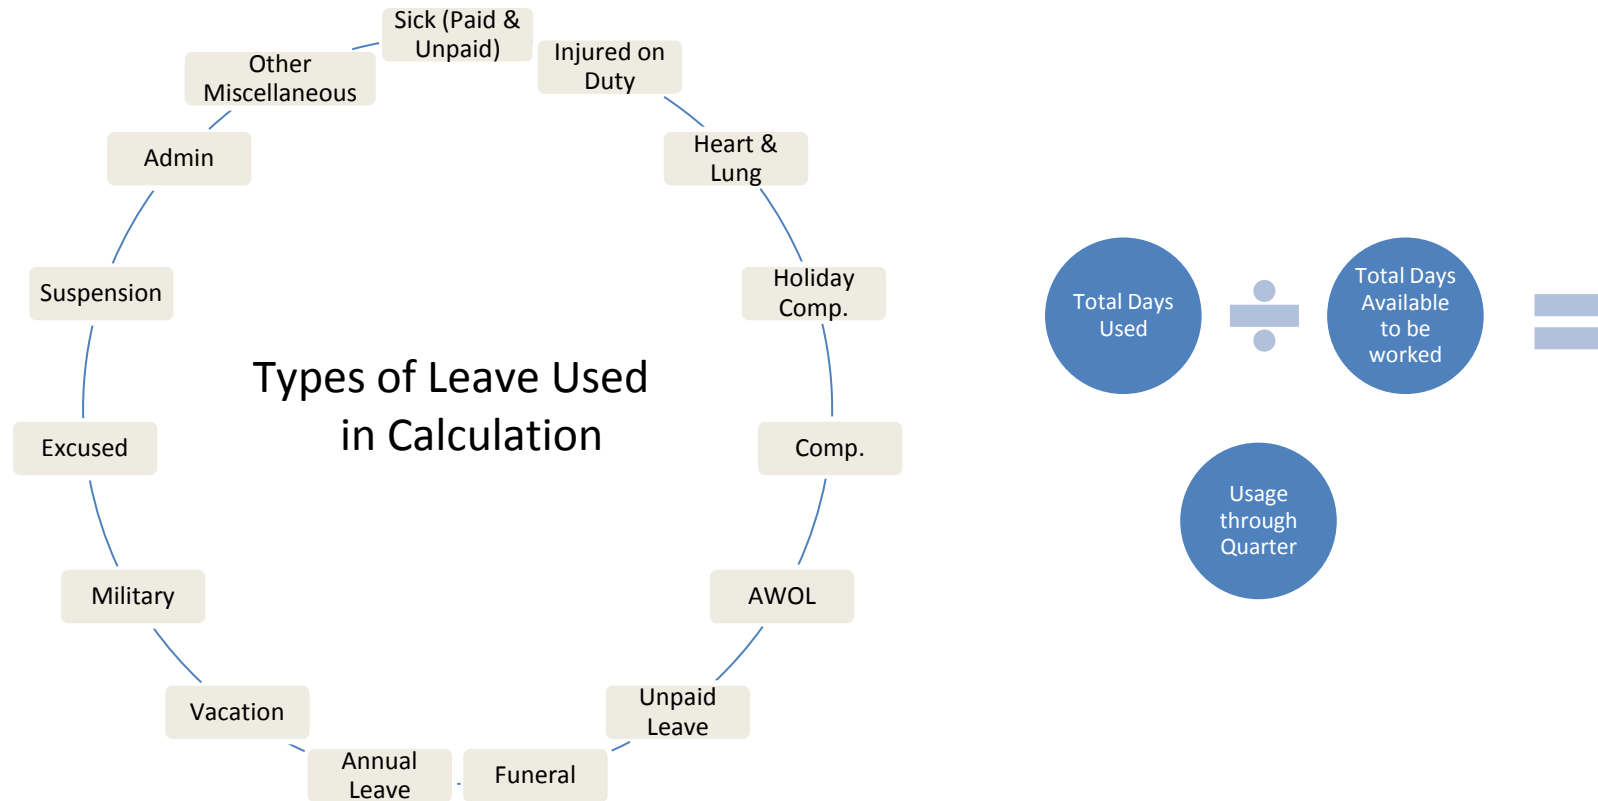 Sick (Paid &
Unpaid)
Injured on
Duty
Heart &
Lung
Holiday
Comp.
Comp.
AWOL
Unpaid
Leave
Funeral
Annual
Leave
Vacation
Military
Excused
Suspension
Admin
Other
Miscellaneous
Types of Leave Used
in Calculation
Total Days
Used
÷
Total Days
Available
to be
worked
=
Usage
through
Quarter